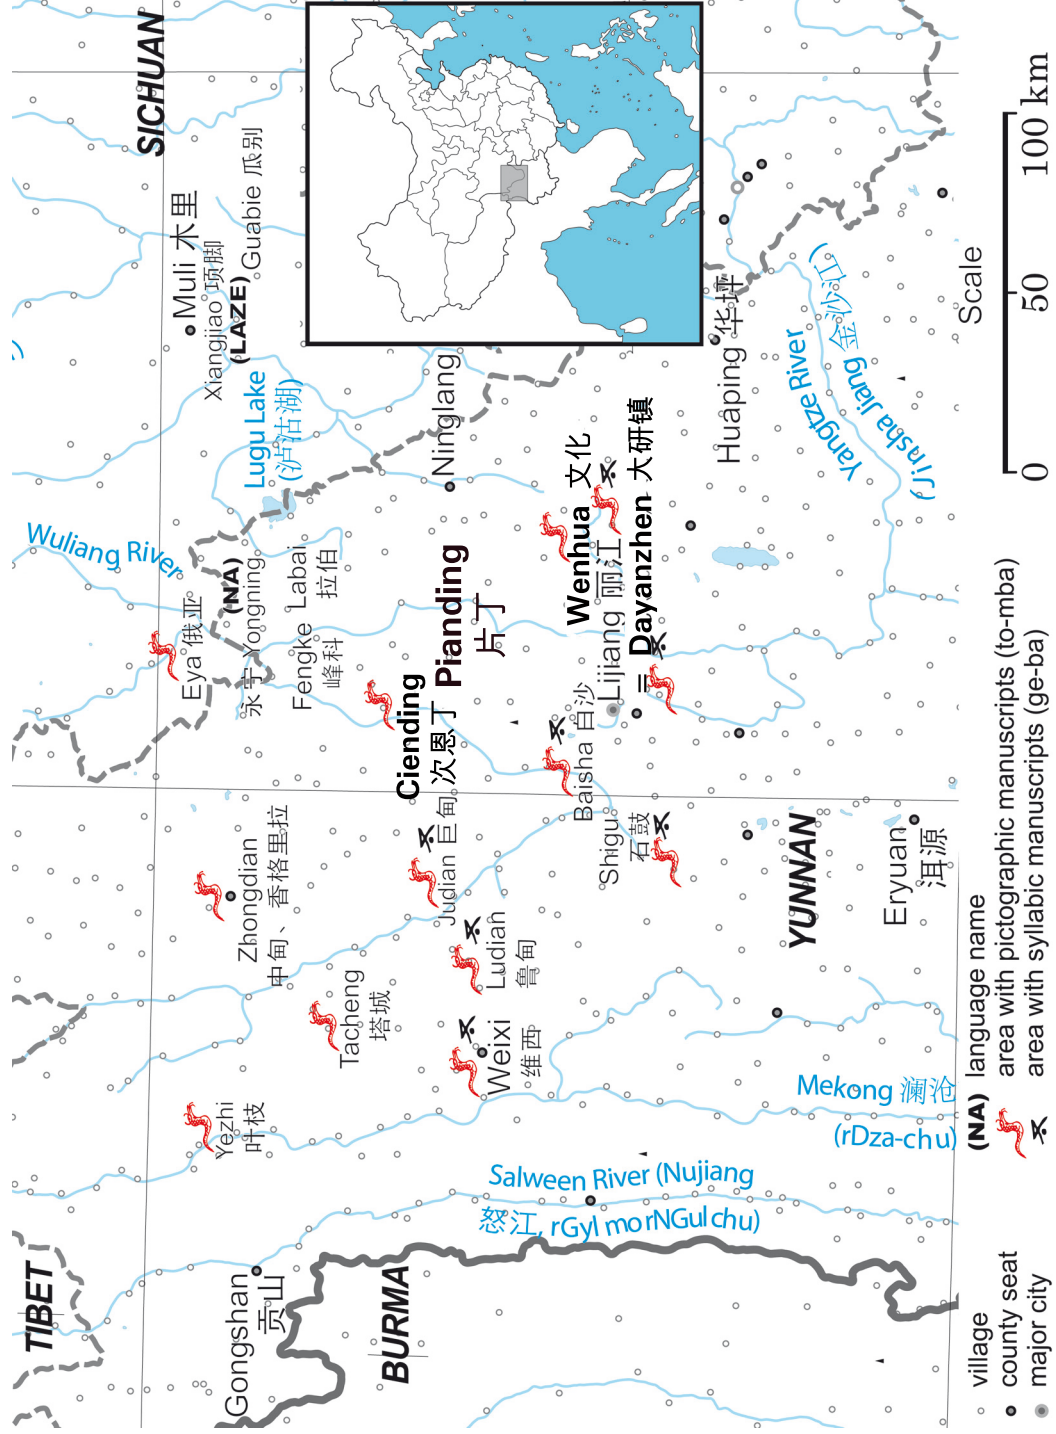 TIBET
SICHUAN
Wuliang River
Eya 俄亚
Muli 木里
Xiangjiao 项脚
(LAZE)
Guabie 瓜别
(NA)
永宁 Yongning
Lugu Lake
(泸沽湖)
Gongshan
贡山
Yezhi
叶枝
Zhongdian
中甸、香格里拉
Fengke
峰科
Labai
拉伯
Tacheng
塔城
BURMA
Ciending
次恩丁
Pianding
片丁
Ninglang
Judian 巨甸
Weixi
维西
Ludian
鲁甸
Salween River (Nujiang
怒江, rGyl mo rNGul chu)
Baisha 白沙
Wenhua 文化
Lijiang 丽江
= Dayanzhen 大研镇
Shigu
石鼓
Huaping 华坪
Yangtze River
(Jinsha Jiang 金沙江)
YUNNAN
Mekong 澜沧
(rDza-chu)
Eryuan
洱源
village
county seat
major city
(NA) language name
area with pictographic manuscripts (to-mba)
area with syllabic manuscripts (ge-ba)
Scale
0 50 100 km